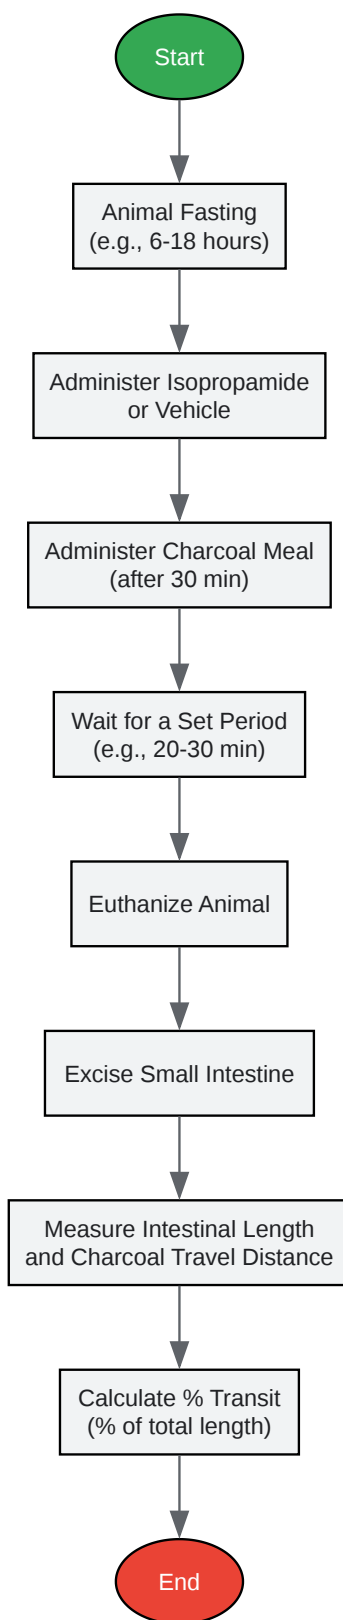 Start
Animal Fasting
(e.g., 6-18 hours)
Administer Isopropamide
or Vehicle
Administer Charcoal Meal
(after 30 min)
Wait for a Set Period
(e.g., 20-30 min)
Euthanize Animal
Excise Small Intestine
Measure Intestinal Length
and Charcoal Travel Distance
Calculate % Transit
(% of total length)
End